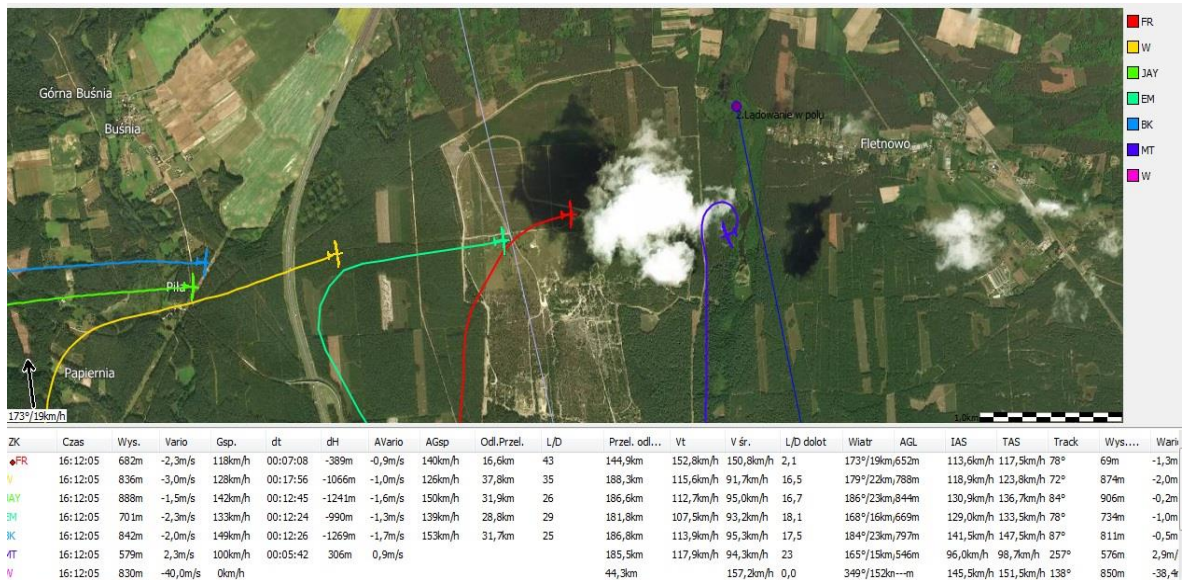 FR
W
JAY
EM
BK
MT
W
Górna Buśnia
Buśnia
2.Lądowanie w polu
Fletnowo
Piła
Papiernia
173°/19km/h
1.0km
ZK Czas Wys. Vario Gsp. dt dH AVario AGsp Odl.Przel. L/D Przel. odl... Vt V śr. L/D dolot Wiatr AGL IAS TAS Track Wys.... Wari
FR 16:12:05 682m -2,3m/s 118km/h 00:07:08 -389m -0,9m/s 140km/h 16,6km 43 144,9km 152,8km/h 150,8km/h 2,1 173°/19km/ 652m 113,6km/h 117,5km/h 78° 69m -1,3m
W 16:12:05 836m -3,0m/s 128km/h 00:17:56 -1066m -1,0m/s 126km/h 37,8km 35 188,3km 115,6km/h 91,7km/h 16,5 179°/22km/ 788m 118,9km/h 123,8km/h 72° 874m -2,0m
JAY 16:12:05 888m -1,5m/s 142km/h 00:12:45 -1241m -1,6m/s 150km/h 31,9km 26 186,6km 112,7km/h 95,0km/h 16,7 186°/23km/ 844m 130,9km/h 136,7km/h 84° 906m -0,2m
EM 16:12:05 701m -2,3m/s 133km/h 00:12:24 -990m -1,3m/s 139km/h 28,8km 29 181,8km 107,5km/h 93,2km/h 18,1 168°/16km/ 669m 129,0km/h 133,5km/h 78° 734m -1,0m
BK 16:12:05 842m -2,0m/s 149km/h 00:12:26 -1269m -1,7m/s 153km/h 31,7km 25 186,8km 113,9km/h 95,3km/h 17,5 184°/23km/ 797m 141,5km/h 147,5km/h 87° 811m -0,5m
MT 16:12:05 579m 2,3m/s 100km/h 00:05:42 306m 0,9m/s 185,5km 117,9km/h 94,3km/h 23 165°/15km/ 546m 96,0km/h 98,7km/h 257° 576m 2,9m/
W 16:12:05 830m -40,0m/s 0km/h 44,3km 157,2km/h 0,0 349°/152km ---m 145,5km/h 151,5km/h 138° 850m -38,4